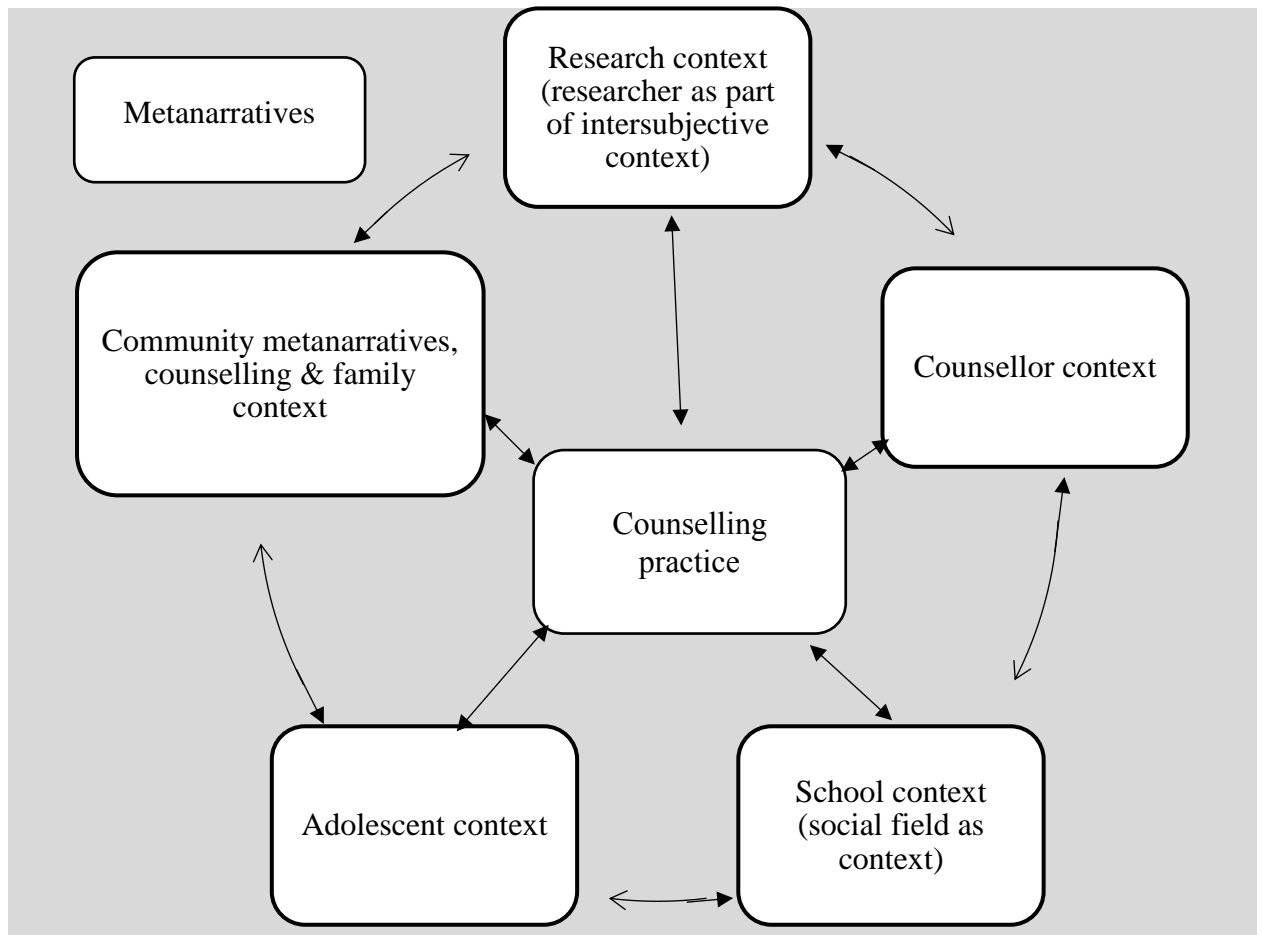 Metanarratives
Research context
(researcher as part
of intersubjective
context)
Community metanarratives,
counselling & family
context
Counsellor context
Counselling
practice
Adolescent context
School context
(social field as
context)